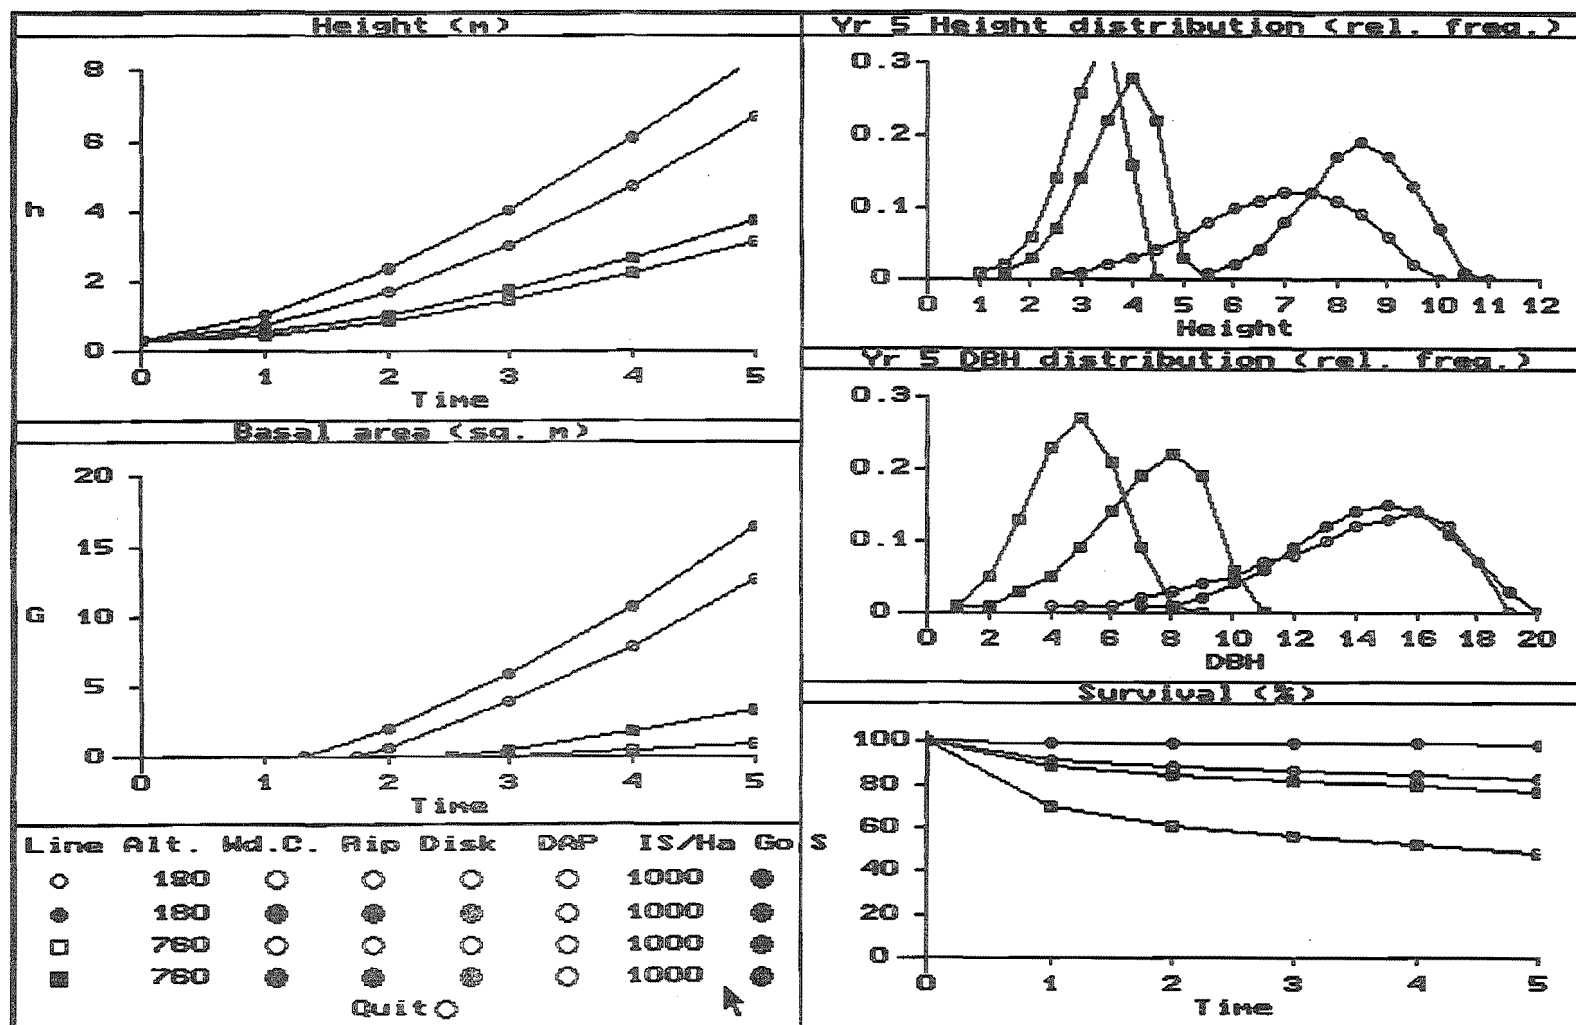 Height (m)
8
6
h
4
2
0
0 1 2 3 4 5
Time
Basal area (sq. m)
20
15
G
10
5
0
0 1 2 3 4 5
Time
Line Alt. Wd.C. Rip Disk DAP IS/Ha Go S
180 1000
180 1000
760 1000
760 1000
Quit
Yr 5 Height distribution (rel. freq.)
0.3
0.2
0.1
0
0 1 2 3 4 5 6 7 8 9 10 11 12
Height
Yr 5 DBH distribution (rel. freq.)
0.3
0.2
0.1
0
0 2 4 6 8 10 12 14 16 18 20
DBH
Survival (%)
100
80
60
40
20
0
0 1 2 3 4 5
Time